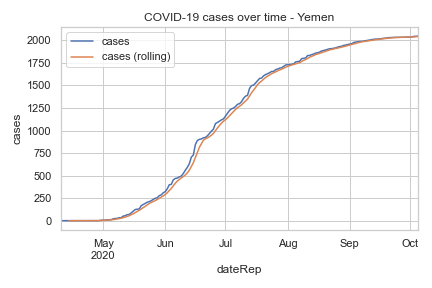 COVID-19 cases over time - Yemen
cases
cases (rolling)
2000
1750
1500
1250
1000
750
500
250
0
cases
May Jun Jul Aug Sep Oct
2020
dateRep